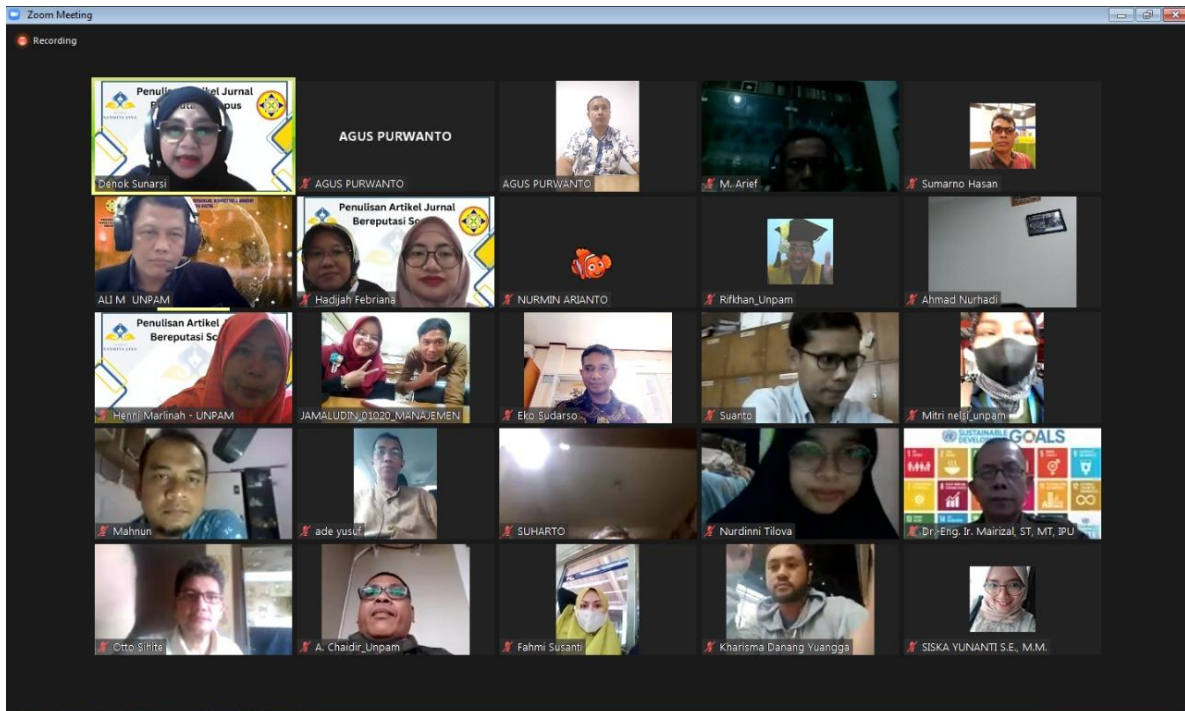 Zoom Meeting
Recording
Penulisan Artikel Jurnal
Denok Sunarsi
AGUS PURWANTO
AGUS PURWANTO
AGUS PURWANTO
M. Arief
Sumarno Hasan
ALI M UNPAM
Penulisan Artikel Jurnal
Bereputasi
Hadijah Febriana
NURMIN ARIANTO
Rifkhan_Unpam
Ahmad Nurhadi
Penulisan Artikel
Bereputasi
Henni Marlinah - UNPAM
JAMALUDIN_01020_MANAJEMEN
Eko Sudarso
Suanto
Mitri nelsi_unpam
Mahnun
ade yusuf
SUHARTO
Nurdinni Tilova
SUSTAINABLE
DEVELOPMENT GOALS
Dr.-Eng. Ir. Mairizal, ST, MT, IPU
Otto Sihite
A. Chaidir_Unpam
Fahmi Susanti
Kharisma Danang Yuangga
SISKA YUNANTI S.E., M.M.